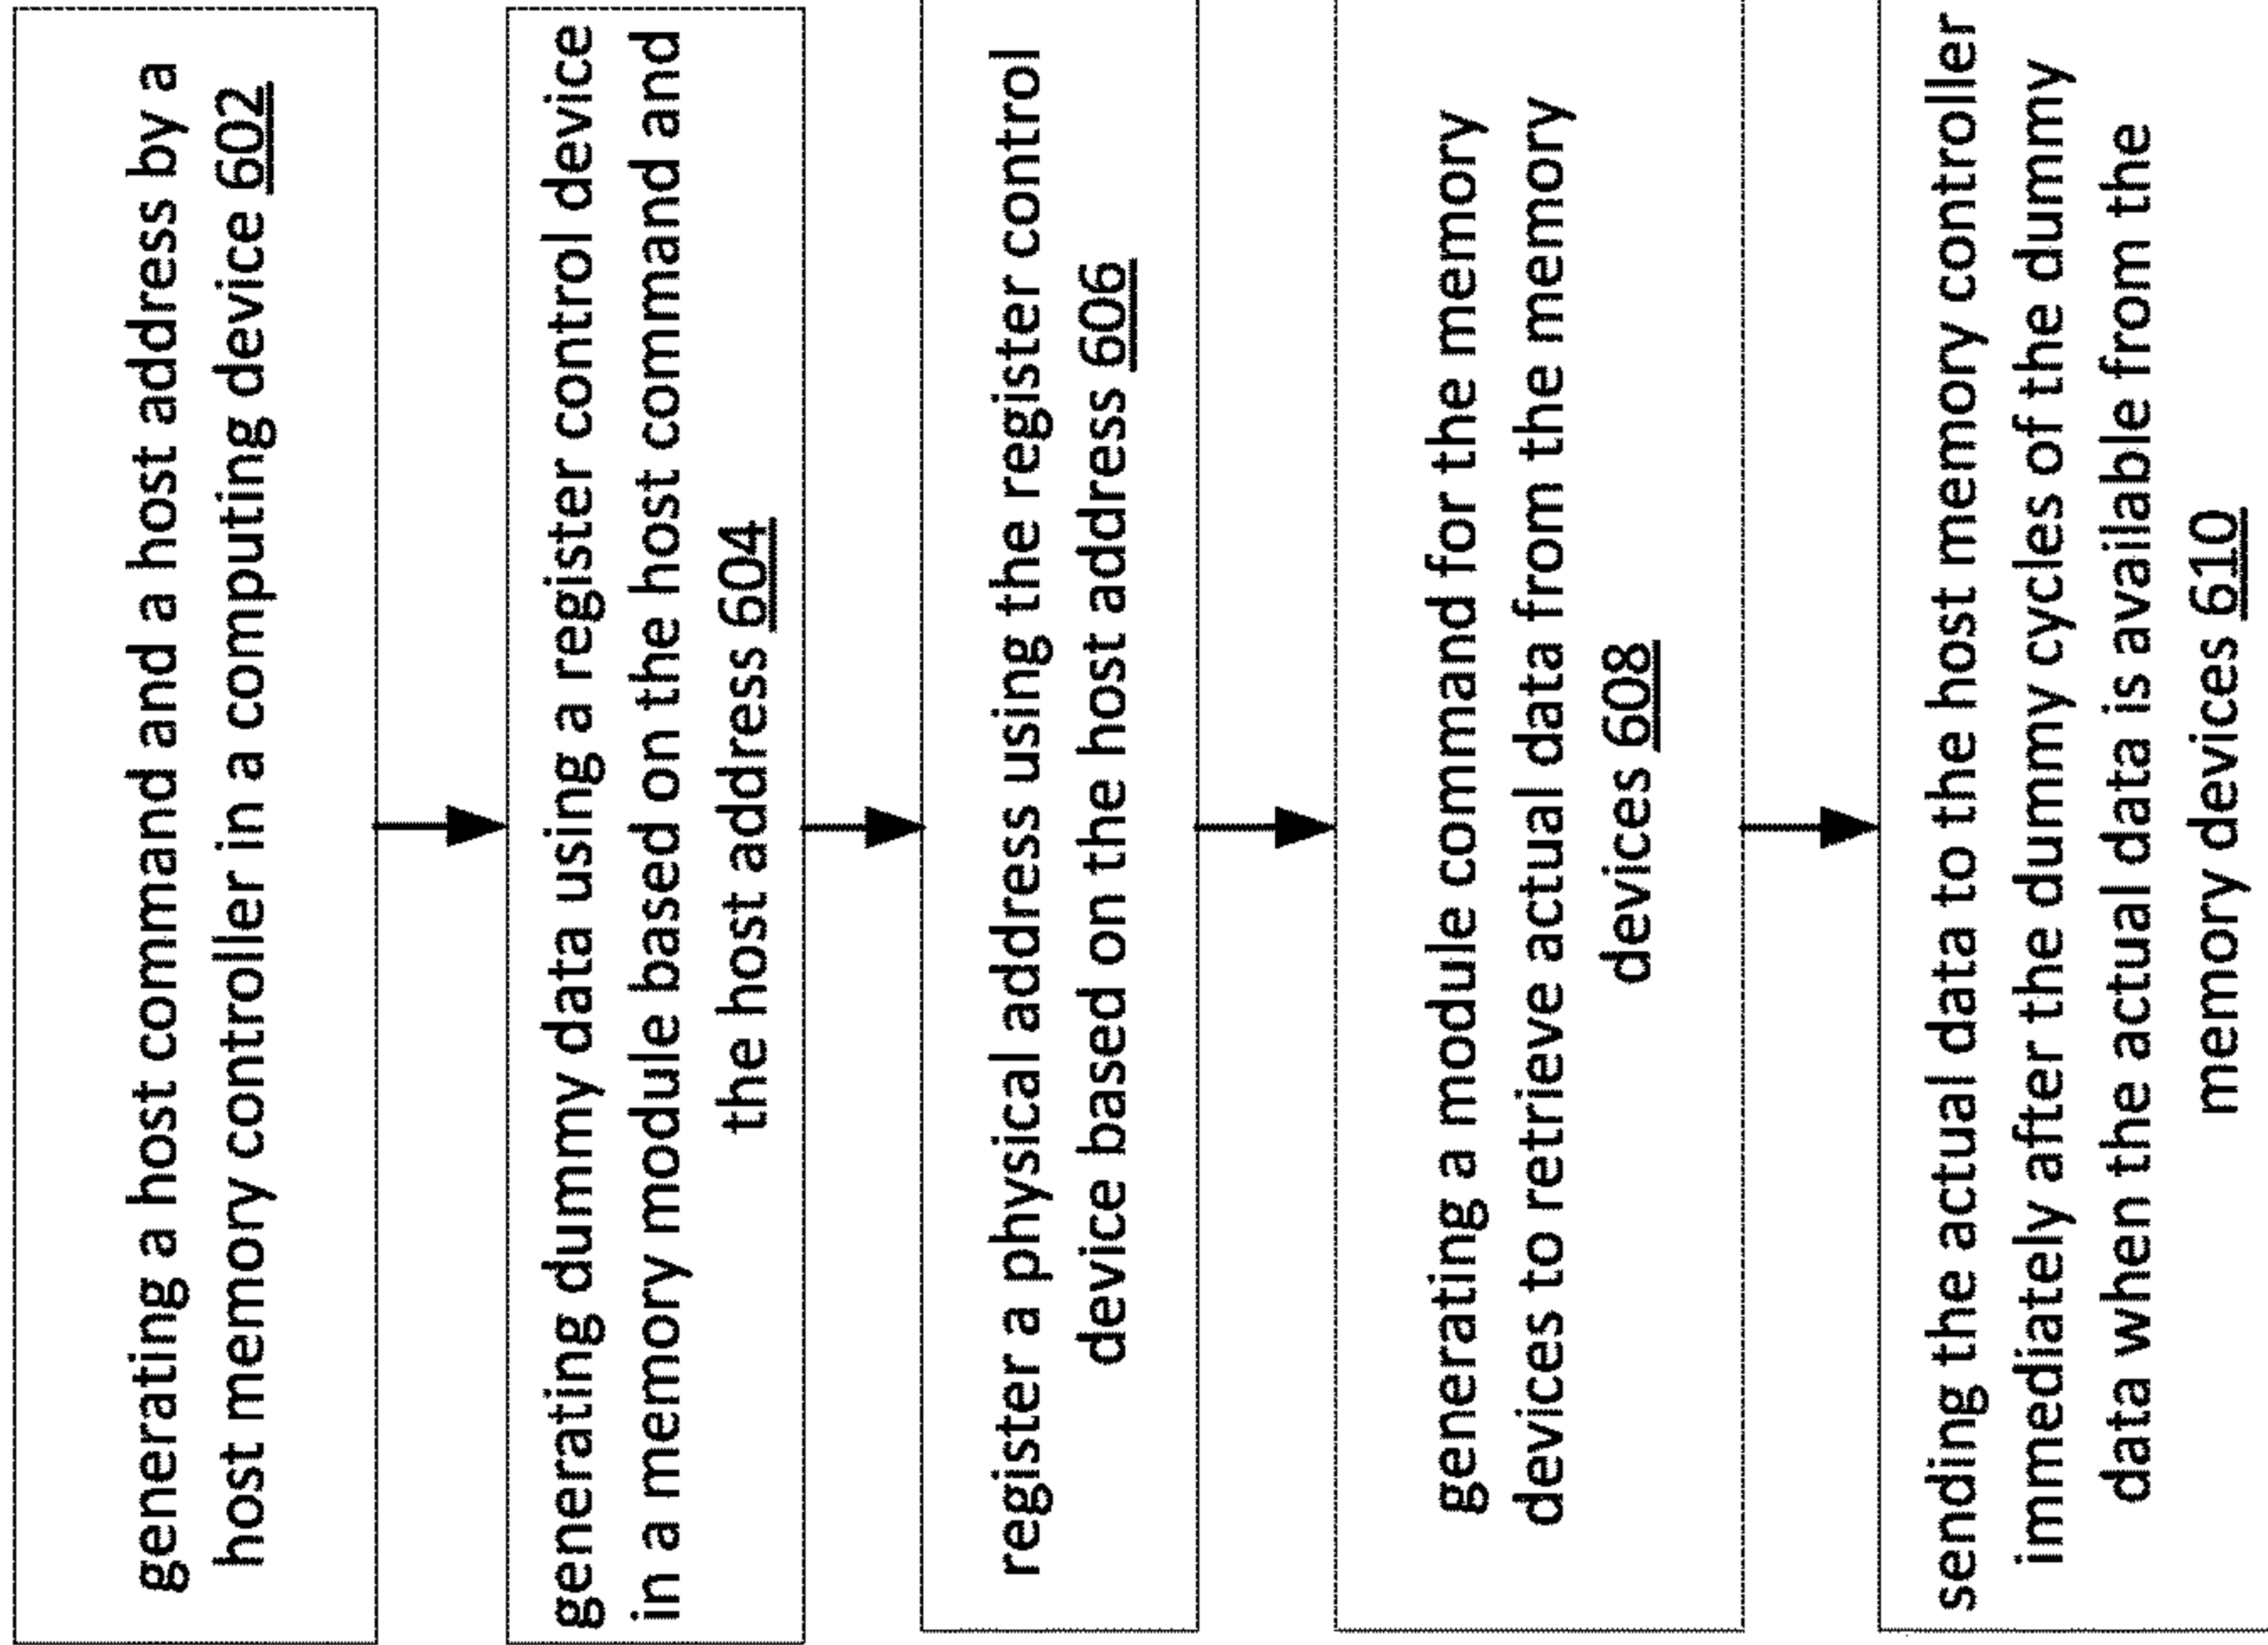 generating a host command and a host address by a
host memory controller in a computing device 602
generating dummy data using a register control device
in a memory module based on the host command and
the host address 604
register a physical address using the register control
device based on the host address 606
generating a module command for the memory
devices to retrieve actual data from the memory
devices 608
sending the actual data to the host memory controller
immediately after the dummy cycles of the dummy
data when the actual data is available from the
memory devices 610